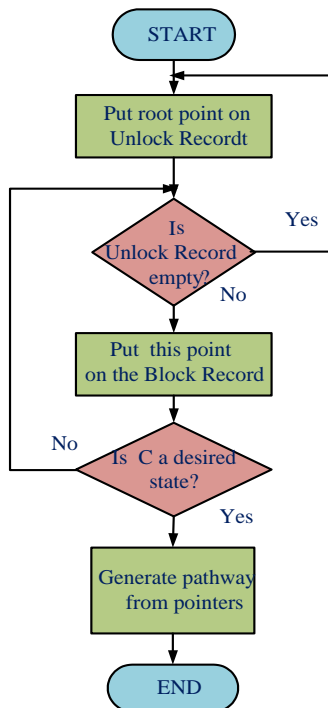 START
Put root point on
Unlock Recordt
Is
Unlock Record
empty?
Yes
No
Put this point
on the Block Record
No
Is C a desired
state?
Yes
Generate pathway
from pointers
END